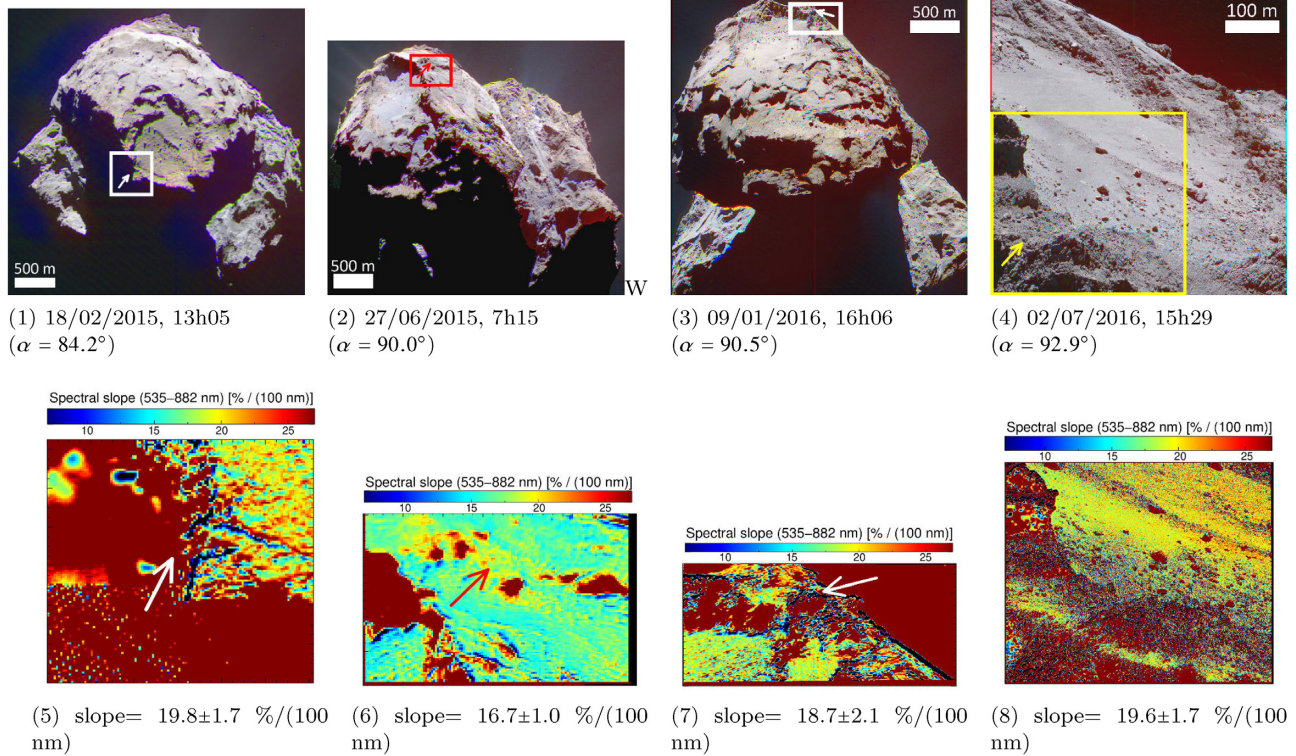 500 m
500 m
500 m
100 m
W
(1) 18/02/2015, 13h05
(α = 84.2°)
(2) 27/06/2015, 7h15
(α = 90.0°)
(3) 09/01/2016, 16h06
(α = 90.5°)
(4) 02/07/2016, 15h29
(α = 92.9°)
Spectral slope (535–882 nm) [% / (100 nm)]
10 15 20 25
Spectral slope (535–882 nm) [% / (100 nm)]
10 15 20 25
Spectral slope (535–882 nm) [% / (100 nm)]
10 15 20 25
Spectral slope (535–882 nm) [% / (100 nm)]
10 15 20 25
(5) slope= 19.8±1.7 %/(100
nm)
(6) slope= 16.7±1.0 %/(100
nm)
(7) slope= 18.7±2.1 %/(100
nm)
(8) slope= 19.6±1.7 %/(100
nm)